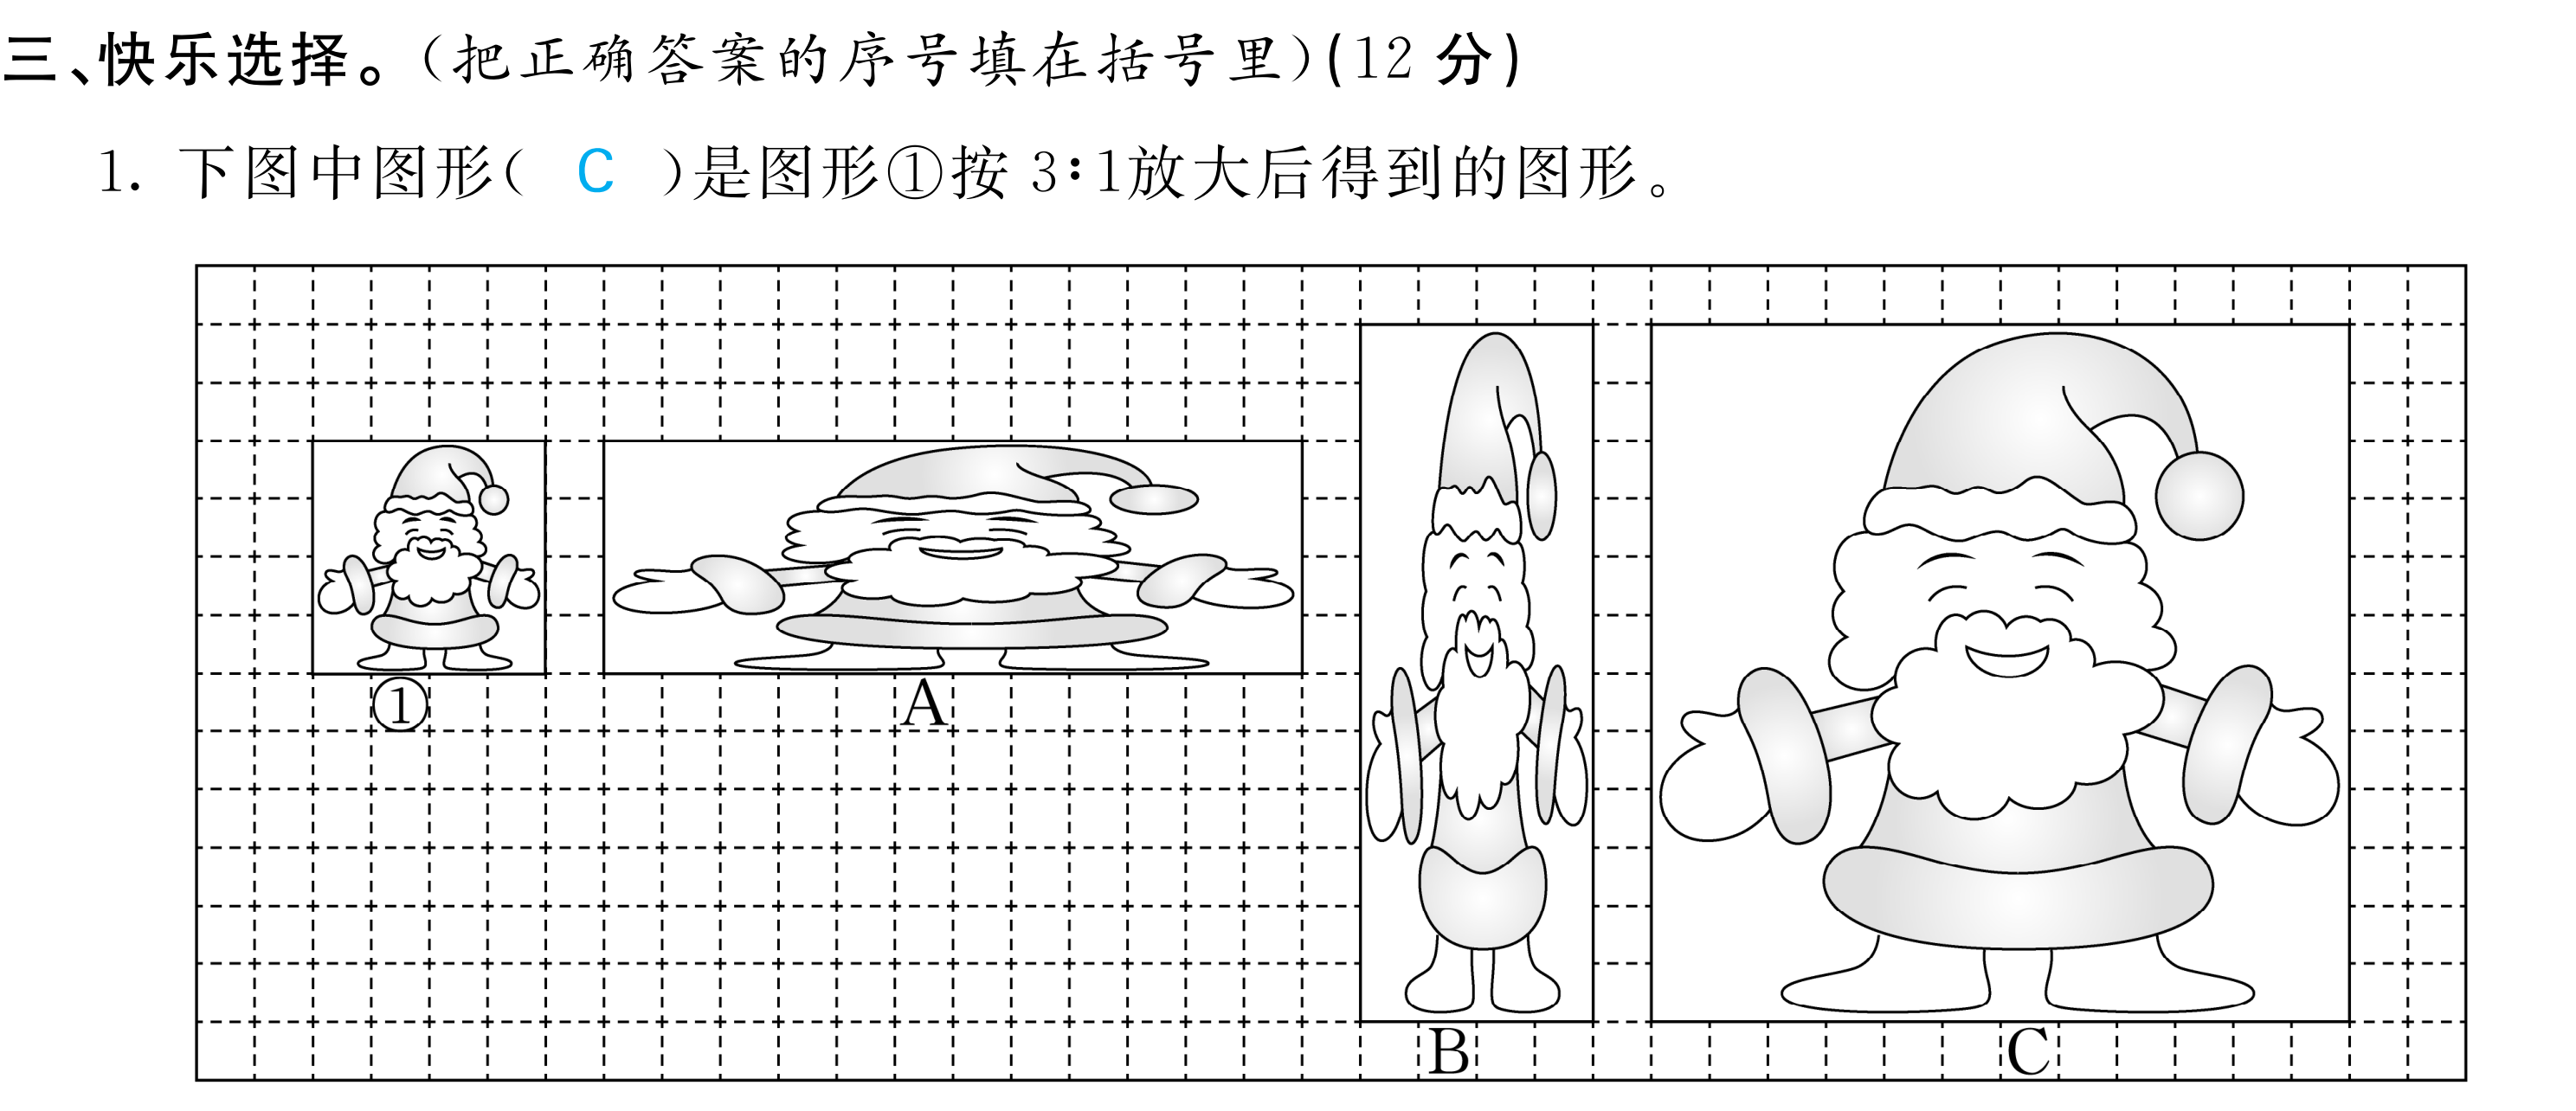 三、快乐选择。（把正确答案的序号填在括号里）(12 分)
1. 下图中图形( C )是图形①按 3∶1放大后得到的图形。
① A
B C